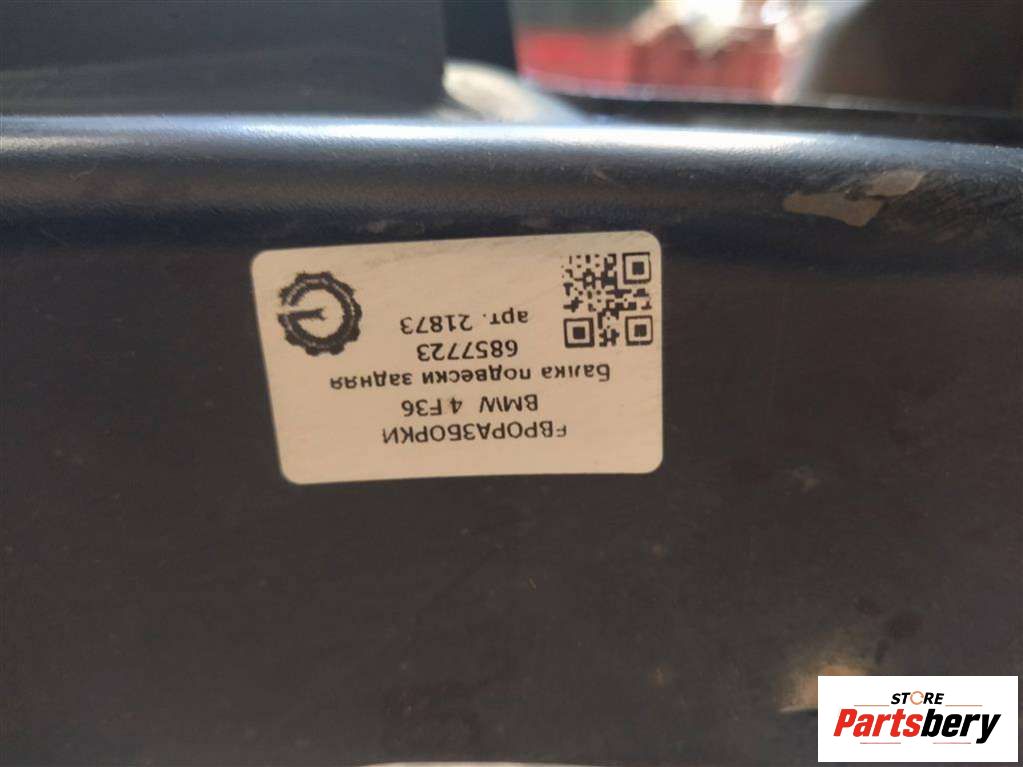 ЕВРОРАЗБОРКИ
BMW 4 F36
Балка подвески задняя
6857723
арт. 21873
STORE
Partsbery